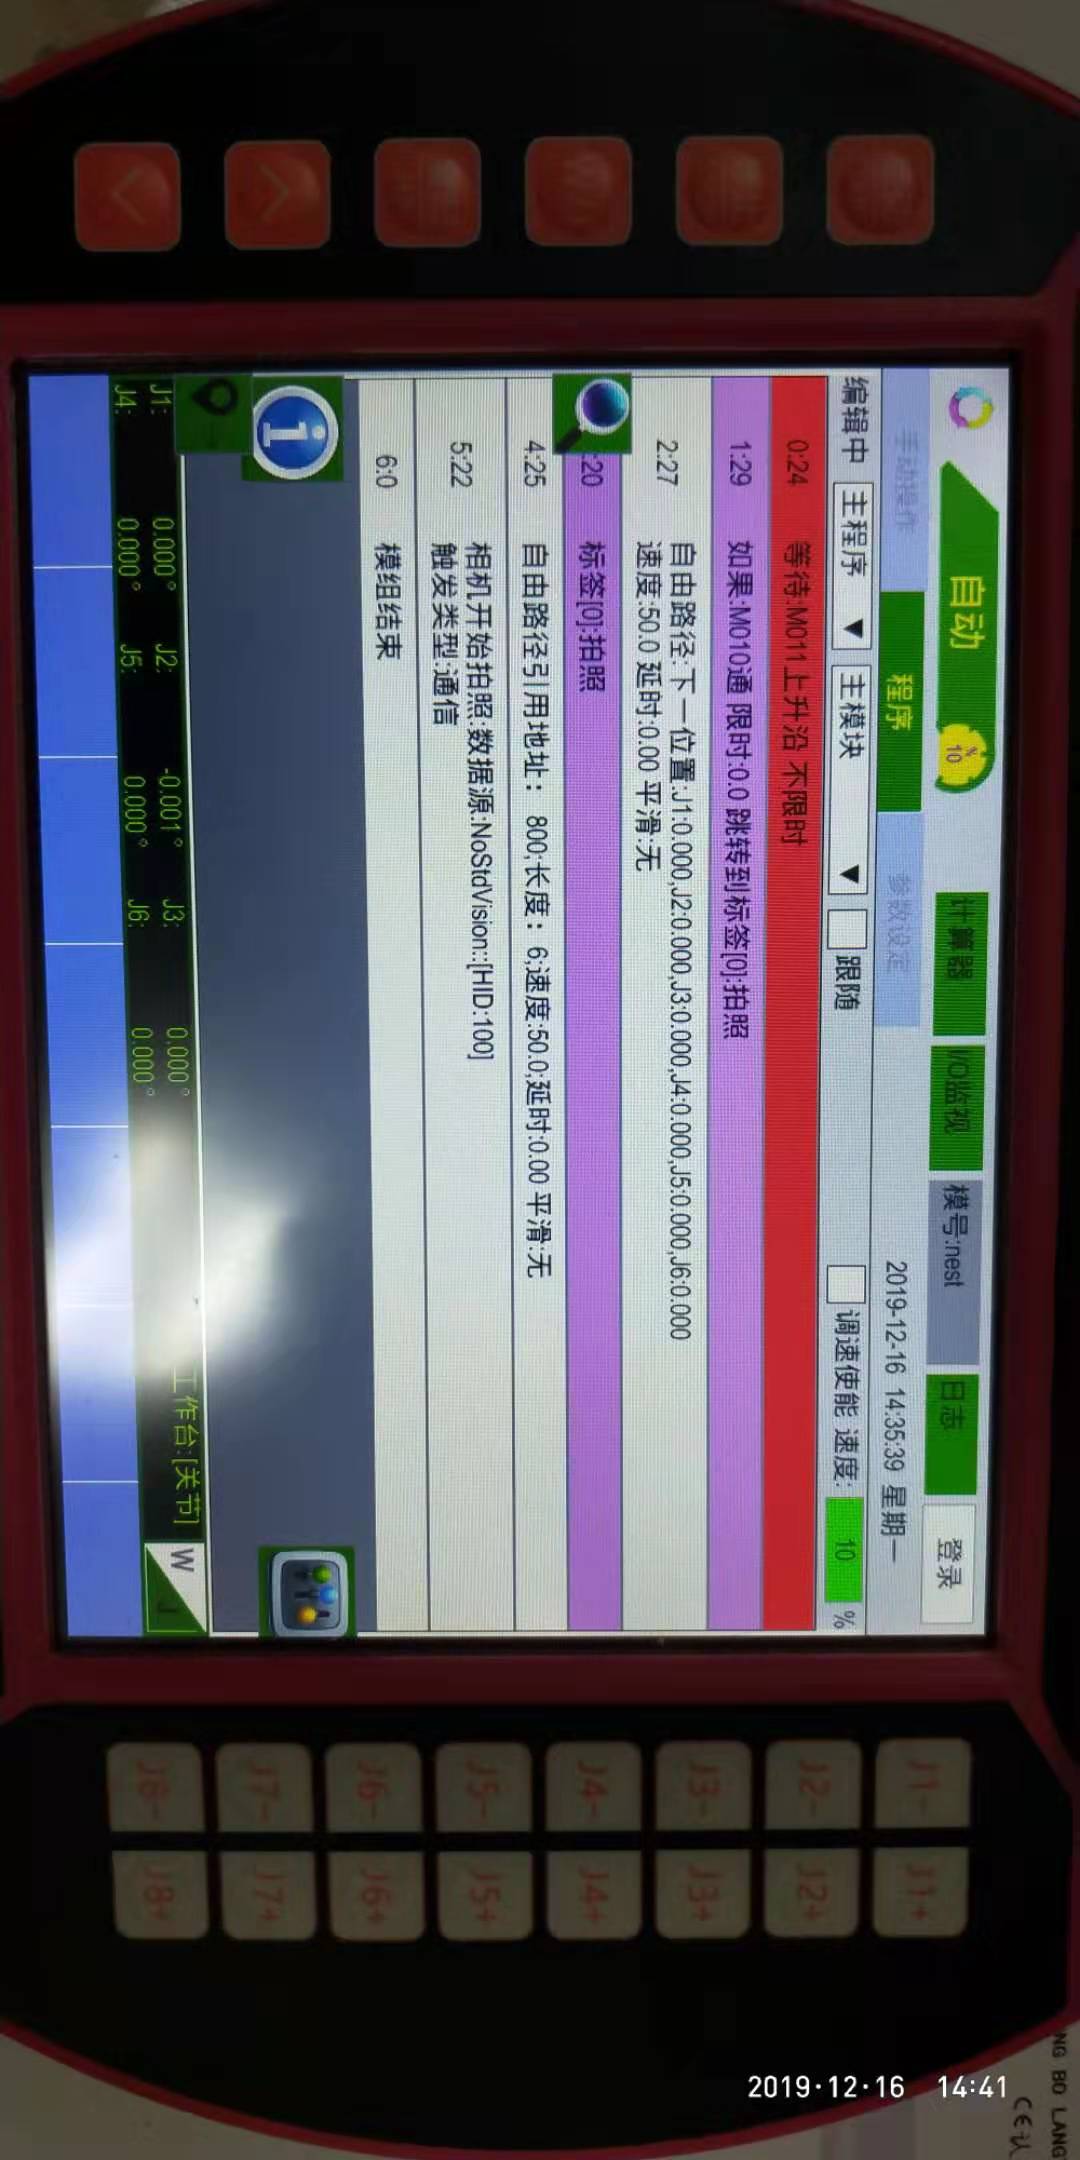 自动
% 10
计算器
I/O监视
模号:nest
日志
登录
手动操作
程序
参数设定
2019-12-16 14:35:39 星期一
编辑中
主程序 ▼
主模块 ▼
跟随
调速使能 速度: 10 %
0:24 等待:M011上升沿 不限时
1:29 如果:M010通 限时:0.0 跳转到标签[0]:拍照
2:27 自由路径:下一位置:J1:0.000,J2:0.000,J3:0.000,J4:0.000,J5:0.000,J6:0.000
速度:50.0 延时:0.00 平滑:无
:20 标签[0]:拍照
4:25 自由路径引用地址: 800;长度: 6;速度:50.0;延时:0.00 平滑:无
5:22 相机开始拍照:数据源:NoStdVision::[HID:100]
触发类型:通信
6:0 模组结束
J1: 0.000° J2: -0.001° J3: 0.000°
J4: 0.000° J5: 0.000° J6: 0.000°
工作台:[关节]
W
J
J1- J1+
J2- J2+
J3- J3+
J4- J4+
J5- J5+
J6- J6+
J7- J7+
J8- J8+
NG BO LANG
CE认
2019·12·16 14:41